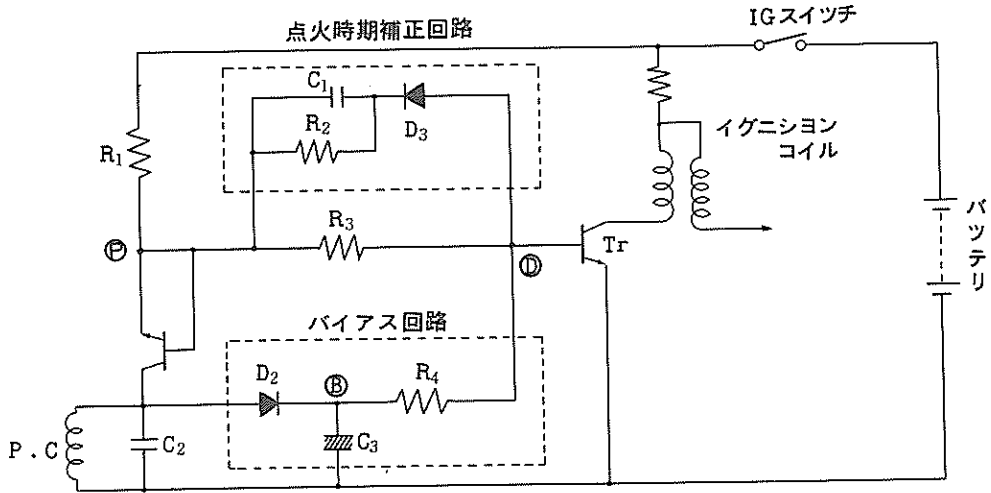 IGスイッチ
点火時期補正回路
C₁
R₂
D₃
R₁
イグニション
コイル
バッテリ
P
R₃
D
Tr
バイアス回路
D₂
B
R₄
P.C
C₂
C₃